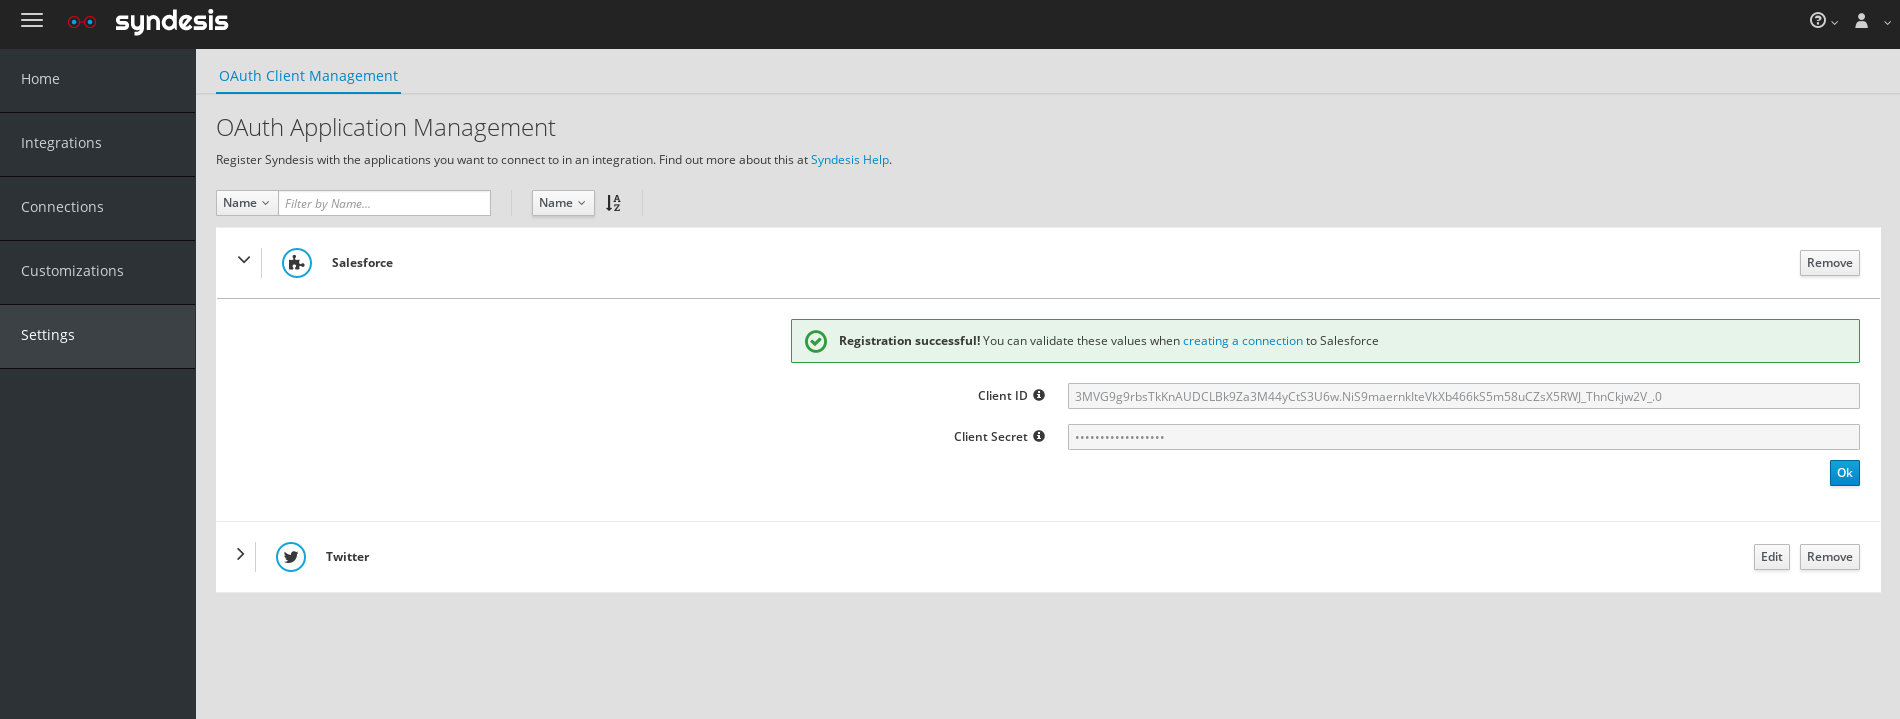 syndesis
Home
Integrations
Connections
Customizations
Settings
OAuth Client Management
OAuth Application Management
Register Syndesis with the applications you want to connect to in an integration. Find out more about this at Syndesis Help.
Name Filter by Name... Name
Salesforce Remove
Registration successful! You can validate these values when creating a connection to Salesforce
Client ID 3MVG9g9rbsTkKnAUDCLBk9Za3M44yCtS3U6w.NiS9maernklteVkXb466kS5m58uCZsX5RWJ_ThnCkjw2V_.0
Client Secret ••••••••••••••••••
Ok
Twitter Edit Remove